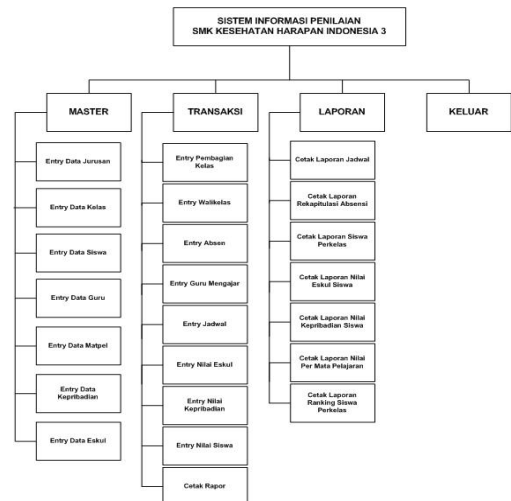 SISTEM INFORMASI PENILAIAN
SMK KESEHATAN HARAPAN INDONESIA 3
MASTER
Entry Data Jurusan
Entry Data Kelas
Entry Data Siswa
Entry Data Guru
Entry Data Matpel
Entry Data
Kepribadian
Entry Data Eskul
TRANSAKSI
Entry Pembagian
Kelas
Entry Walikelas
Entry Absen
Entry Guru Mengajar
Entry Jadwal
Entry Nilai Eskul
Entry Nilai
Kepribadian
Entry Nilai Siswa
Cetak Rapor
LAPORAN
Cetak Laporan Jadwal
Cetak Laporan
Rekapitulasi Absensi
Cetak Laporan Siswa
Perkelas
Cetak Laporan Nilai
Eskul Siswa
Cetak Laporan Nilai
Kepribadian Siswa
Cetak Laporan Nilai
Per Mata Pelajaran
Cetak Laporan
Ranking Siswa
Perkelas
KELUAR